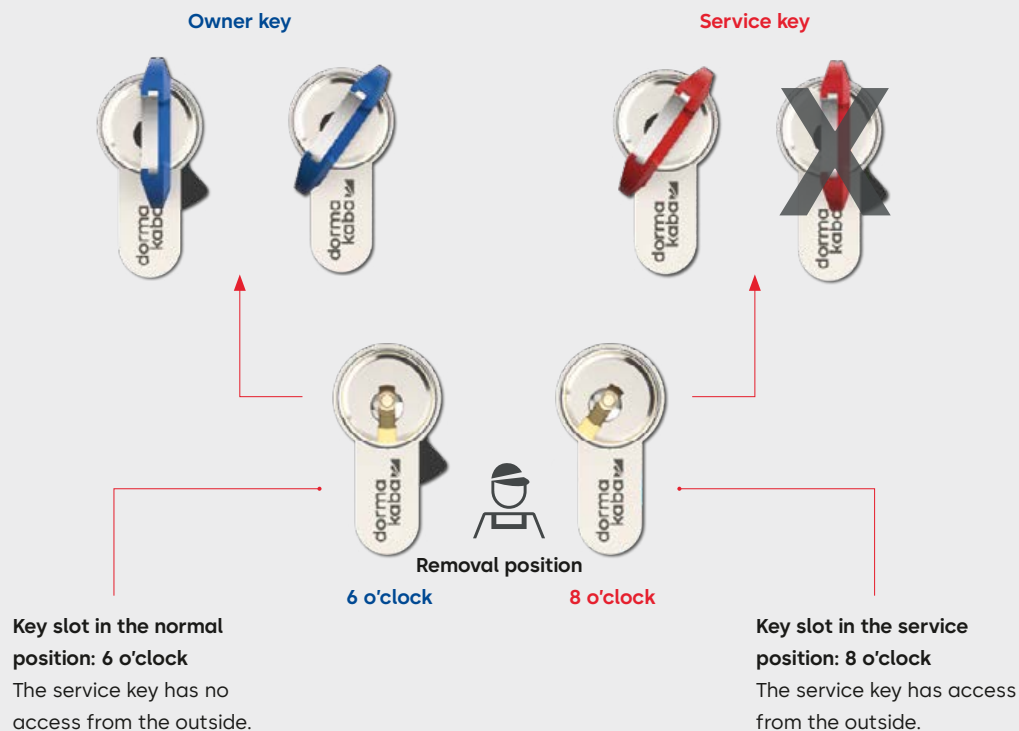 Owner key
Service key
dorma
kaba
dorma
kaba
dorma
kaba
dorma
kaba
dorma
kaba
dorma
kaba
Removal position
6 o'clock
8 o'clock
Key slot in the normal
position: 6 o'clock
The service key has no
access from the outside.
Key slot in the service
position: 8 o'clock
The service key has access
from the outside.